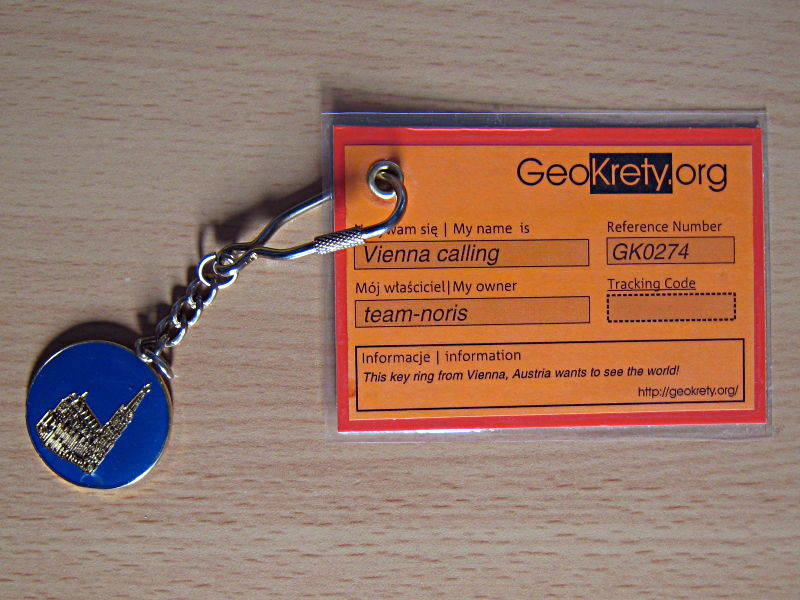 GeoKrety.org
wam się | My name is
Vienna calling
Reference Number
GK0274
Mój właściciel|My owner
team-noris
Tracking Code
Informacje | information
This key ring from Vienna, Austria wants to see the world!
http://geokrety.org/